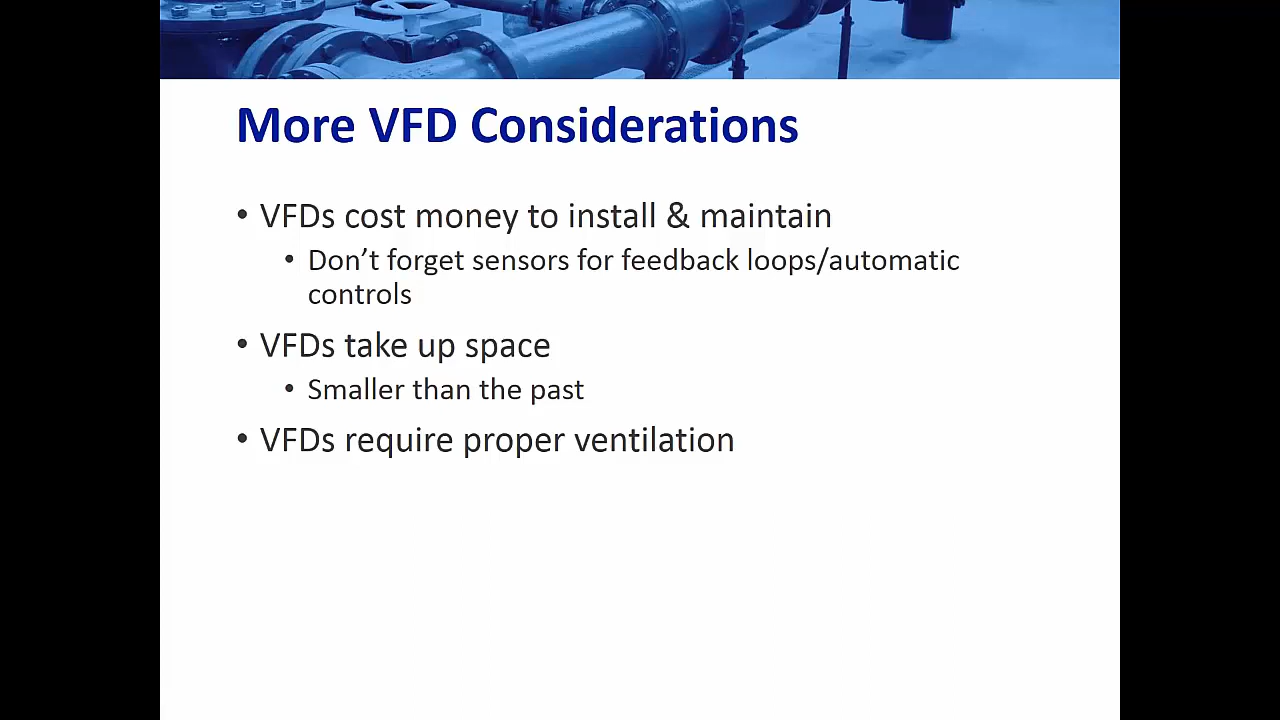 More VFD Considerations
• VFDs cost money to install & maintain
• Don’t forget sensors for feedback loops/automatic
controls
• VFDs take up space
• Smaller than the past
• VFDs require proper ventilation